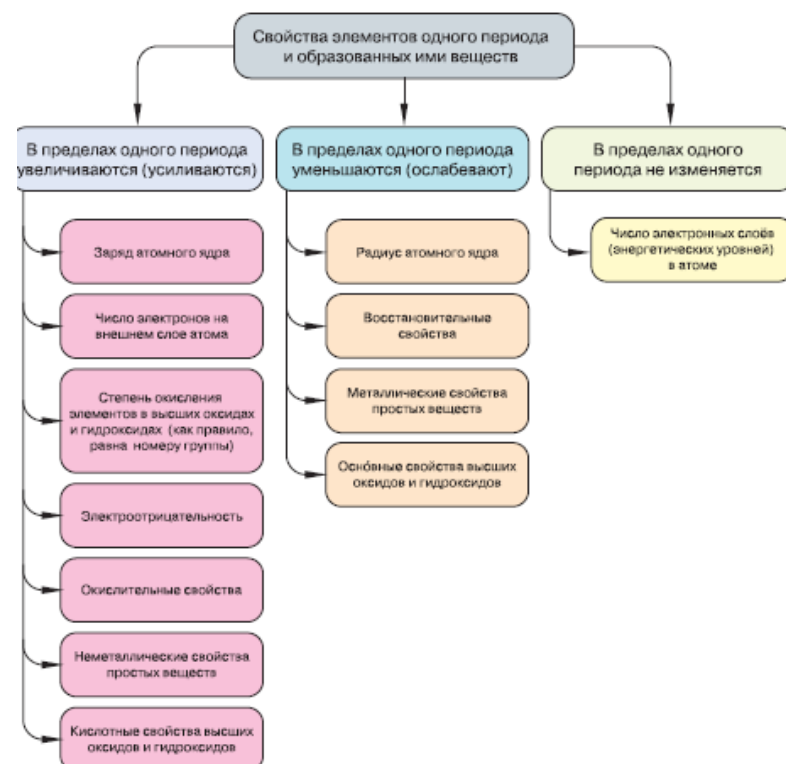 Свойства элементов одного периода
и образованных ими веществ
В пределах одного периода
увеличиваются (усиливаются)
В пределах одного периода
уменьшаются (ослабевают)
В пределах одного
периода не изменяется
Заряд атомного ядра
Число электронов на
внешнем слое атома
Степень окисления
элементов в высших оксидах
и гидроксидах (как правило,
равна номеру группы)
Электроотрицательность
Окислительные свойства
Неметаллические свойства
простых веществ
Кислотные свойства высших
оксидов и гидроксидов
Радиус атомного ядра
Восстановительные
свойства
Металлические свойства
простых веществ
Осно́вные свойства высших
оксидов и гидроксидов
Число электронных слоёв
(энергетических уровней)
в атоме